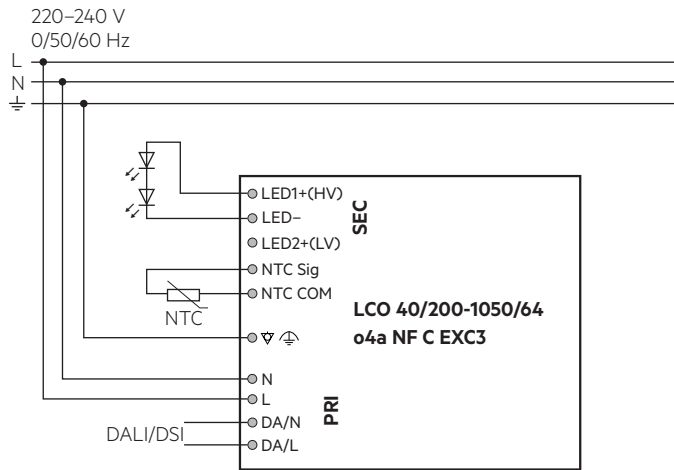 220–240 V
0/50/60 Hz
L
N
LED1+(HV)
LED–
LED2+(LV)
SEC
NTC Sig
NTC COM
NTC
LCO 40/200-1050/64
o4a NF C EXC3
N
L
PRI
DA/N
DALI/DSI
DA/L